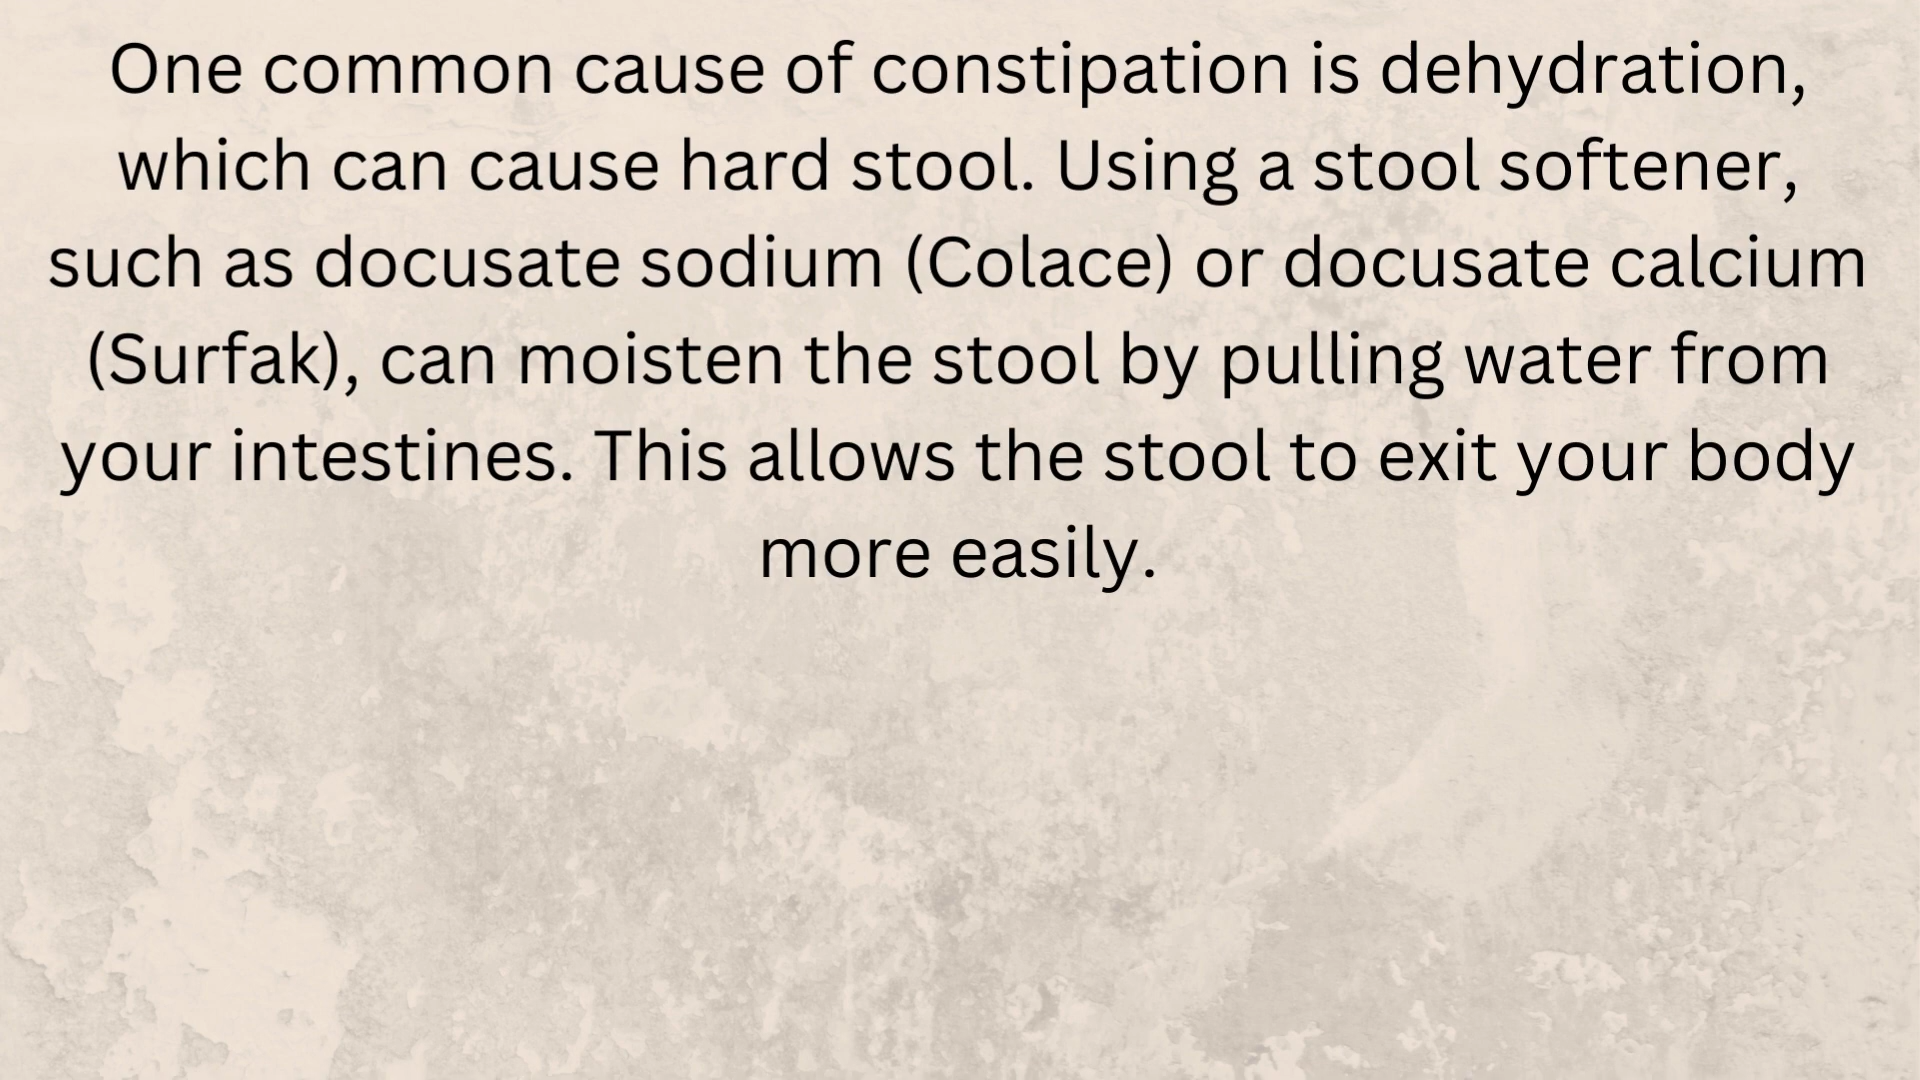 One common cause of constipation is dehydration,
which can cause hard stool. Using a stool softener,
such as docusate sodium (Colace) or docusate calcium
(Surfak), can moisten the stool by pulling water from
your intestines. This allows the stool to exit your body
more easily.